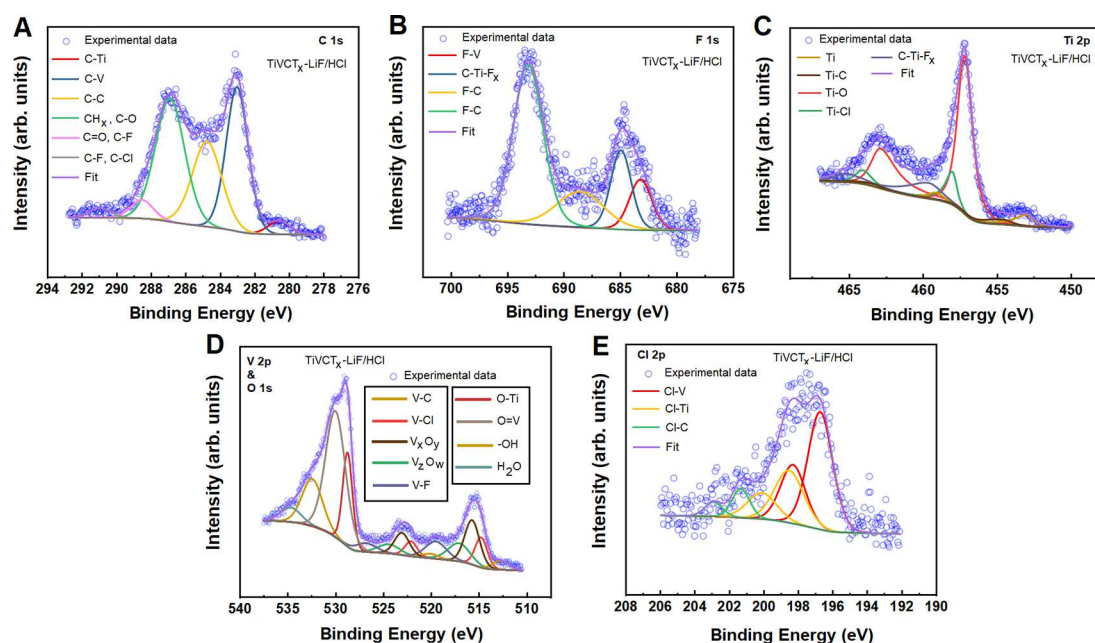 A
C 1s
Experimental data
TiVCTx-LiF/HCl
C-Ti
C-V
C-C
CHx , C-O
C=O, C-F
C-F, C-Cl
Fit
Intensity (arb. units)
294 292 290 288 286 284 282 280 278 276
Binding Energy (eV)
B
F 1s
Experimental data
TiVCTx-LiF/HCl
F-V
C-Ti-Fx
F-C
F-C
Fit
Intensity (arb. units)
700 695 690 685 680 675
Binding Energy (eV)
C
Experimental data
Ti 2p
Ti
C-Ti-Fx
TiVCTx-LiF/HCl
Ti-C
Fit
Ti-O
Ti-Cl
Intensity (arb. units)
465 460 455 450
Binding Energy (eV)
D
V 2p
&
O 1s
TiVCTx-LiF/HCl
Experimental data
V-C
V-Cl
VxOy
VzOw
V-F
O-Ti
O=V
-OH
H2O
Intensity (arb. units)
540 535 530 525 520 515 510
Binding Energy (eV)
E
Cl 2p
TiVCTx-LiF/HCl
Experimental data
Cl-V
Cl-Ti
Cl-C
Fit
Intensity (arb. units)
208 206 204 202 200 198 196 194 192 190
Binding Energy (eV)